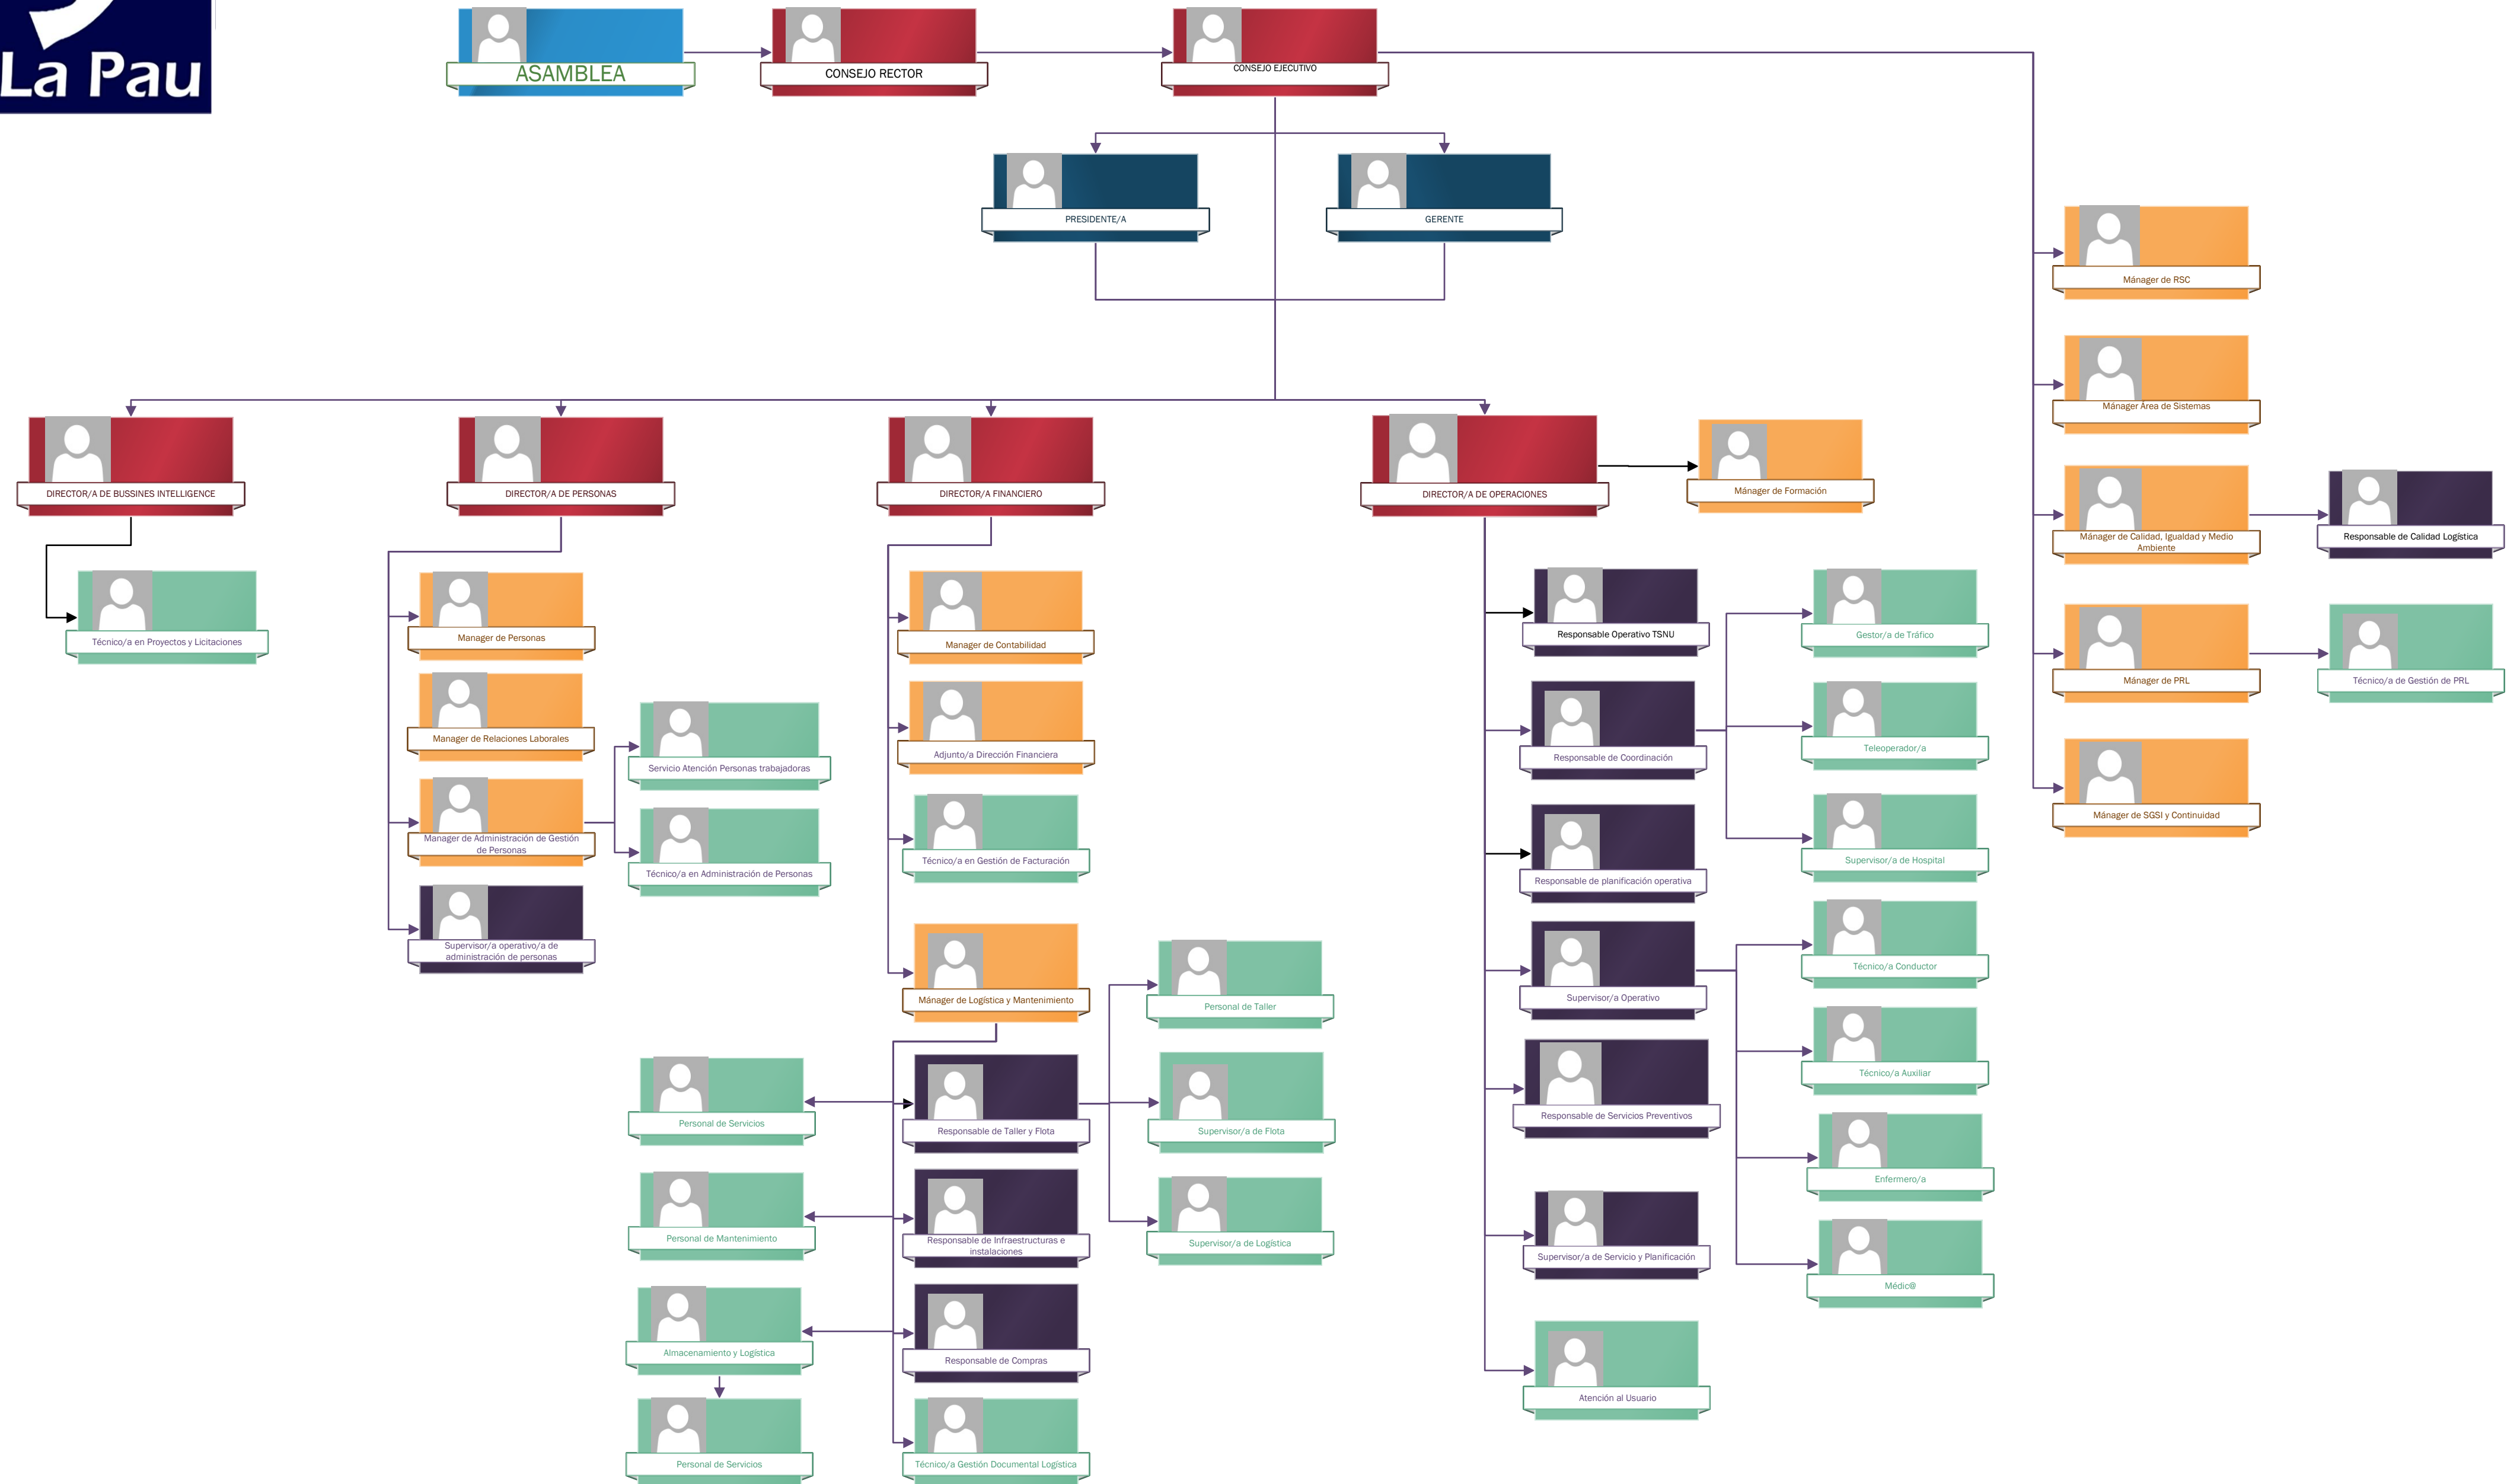 La Pau
ASAMBLEA
CONSEJO RECTOR
CONSEJO EJECUTIVO
PRESIDENTE/A
GERENTE
Mánager de RSC
Mánager Área de Sistemas
Mánager de Calidad, Igualdad y Medio
Ambiente
Responsable de Calidad Logística
Mánager de PRL
Técnico/a de Gestión de PRL
Mánager de SGSI y Continuidad
DIRECTOR/A DE BUSSINES INTELLIGENCE
Técnico/a en Proyectos y Licitaciones
DIRECTOR/A DE PERSONAS
Manager de Personas
Manager de Relaciones Laborales
Manager de Administración de Gestión
de Personas
Servicio Atención Personas trabajadoras
Técnico/a en Administración de Personas
Supervisor/a operativo/a de
administración de personas
DIRECTOR/A FINANCIERO
Manager de Contabilidad
Adjunto/a Dirección Financiera
Técnico/a en Gestión de Facturación
Mánager de Logística y Mantenimiento
Responsable de Taller y Flota
Personal de Taller
Supervisor/a de Flota
Supervisor/a de Logística
Personal de Servicios
Responsable de Infraestructuras e
instalaciones
Personal de Mantenimiento
Responsable de Compras
Almacenamiento y Logística
Personal de Servicios
Técnico/a Gestión Documental Logística
DIRECTOR/A DE OPERACIONES
Mánager de Formación
Responsable Operativo TSNU
Responsable de Coordinación
Gestor/a de Tráfico
Teleoperador/a
Supervisor/a de Hospital
Responsable de planificación operativa
Supervisor/a Operativo
Técnico/a Conductor
Técnico/a Auxiliar
Enfermero/a
Médic@
Responsable de Servicios Preventivos
Supervisor/a de Servicio y Planificación
Atención al Usuario